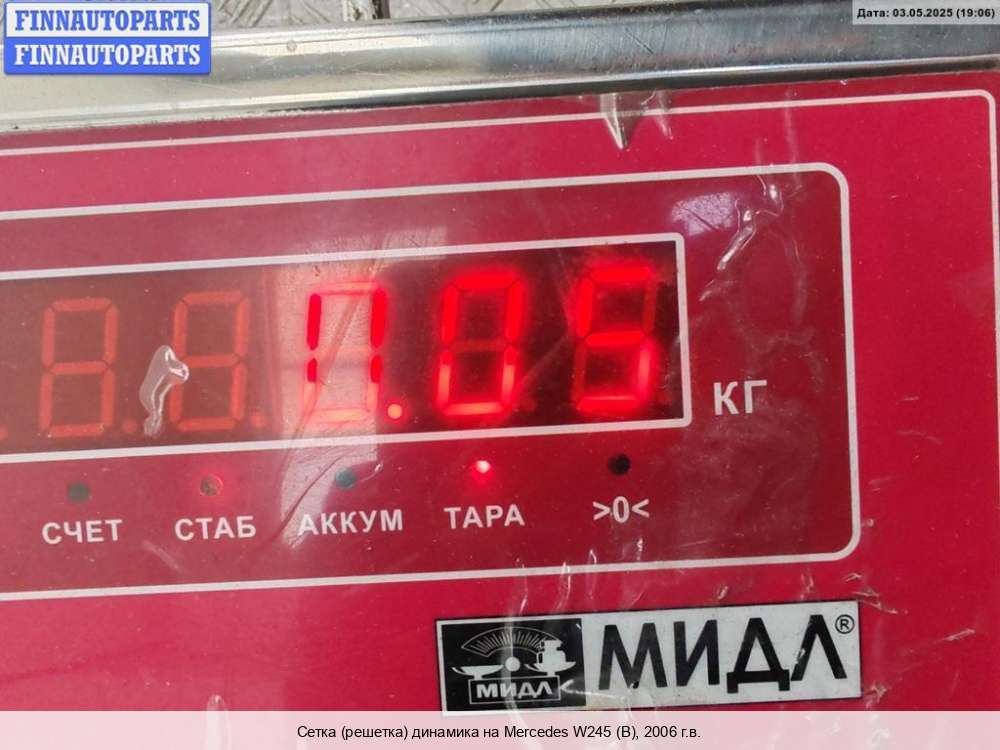 FINNAUTOPARTS
FINNAUTOPARTS
Дата: 03.05.2025 (19:06)
0.05
КГ
СЧЕТ СТАБ АККУМ ТАРА >0<
МИДЛ МИДЛ®
Сетка (решетка) динамика на Mercedes W245 (B), 2006 г.в.